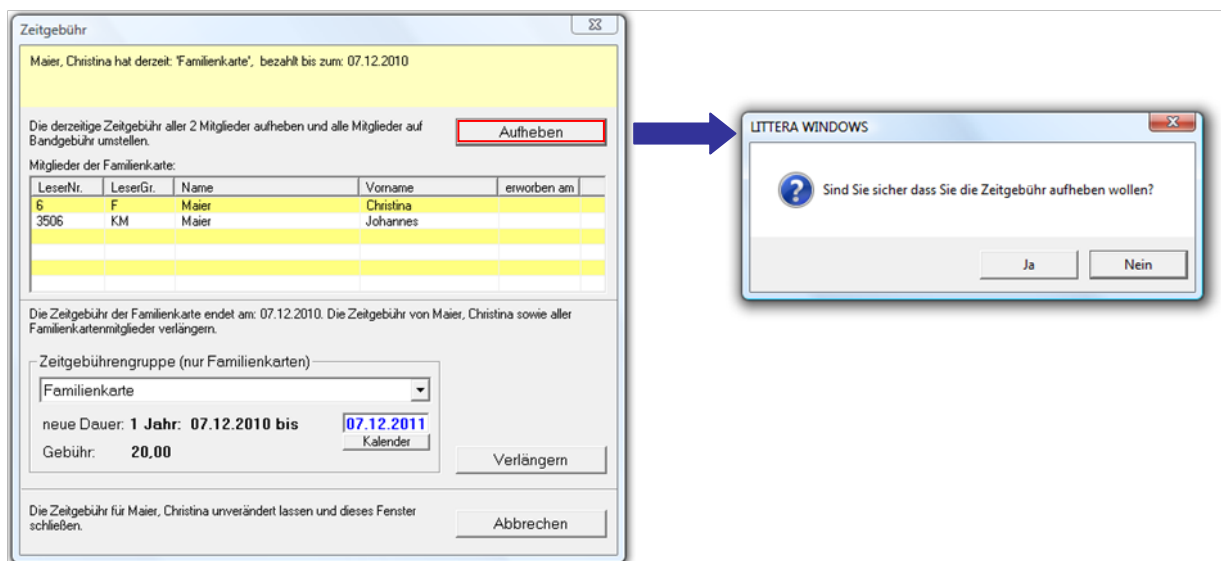 Zeitgebühr
Maier, Christina hat derzeit: 'Familienkarte', bezahlt bis zum: 07.12.2010
Die derzeitige Zeitgebühr aller 2 Mitglieder aufheben und alle Mitglieder auf
Bandgebühr umstellen.
Aufheben
Mitglieder der Familienkarte:
LeserNr. LeserGr. Name Vorname erworben am
6 F Maier Christina
3506 KM Maier Johannes
Die Zeitgebühr der Familienkarte endet am: 07.12.2010. Die Zeitgebühr von Maier, Christina sowie aller
Familienkartenmitglieder verlängern.
Zeitgebührengruppe (nur Familienkarten)
Familienkarte
neue Dauer: 1 Jahr: 07.12.2010 bis 07.12.2011
Kalender
Gebühr: 20,00
Verlängern
Die Zeitgebühr für Maier, Christina unverändert lassen und dieses Fenster
schließen.
Abbrechen
LITTERA WINDOWS
Sind Sie sicher dass Sie die Zeitgebühr aufheben wollen?
Ja Nein